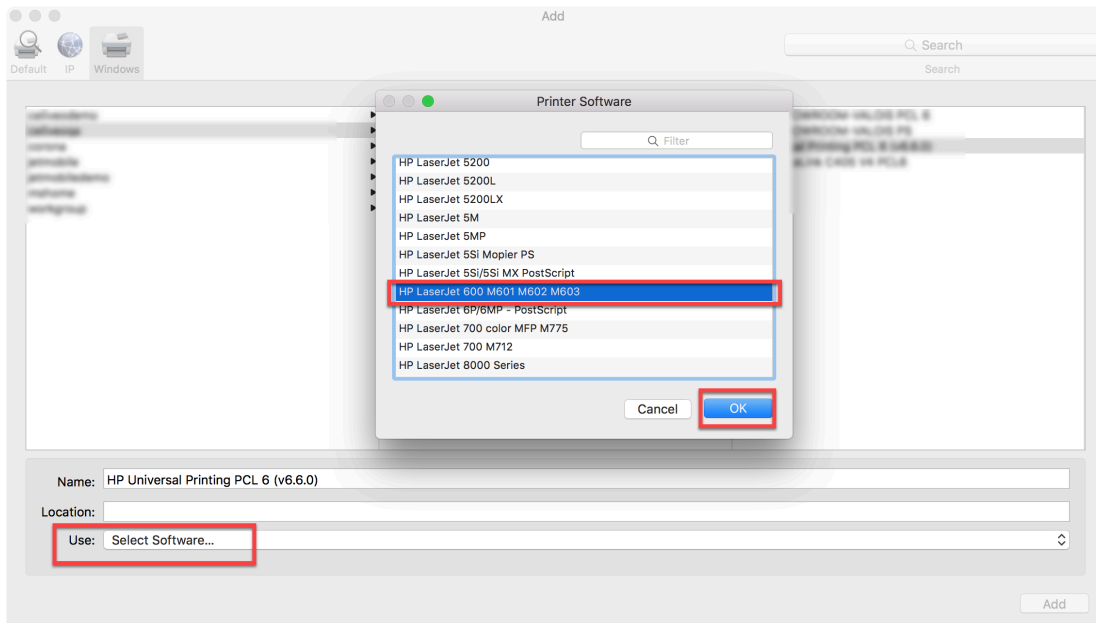 Add
Default IP Windows
Search
Search
Printer Software
Filter
HP LaserJet 5200
HP LaserJet 5200L
HP LaserJet 5200LX
HP LaserJet 5M
HP LaserJet 5MP
HP LaserJet 5Si Mopier PS
HP LaserJet 5Si/5Si MX PostScript
HP LaserJet 600 M601 M602 M603
HP LaserJet 6P/6MP - PostScript
HP LaserJet 700 color MFP M775
HP LaserJet 700 M712
HP LaserJet 8000 Series
Cancel OK
Name: HP Universal Printing PCL 6 (v6.6.0)
Location:
Use: Select Software...
Add